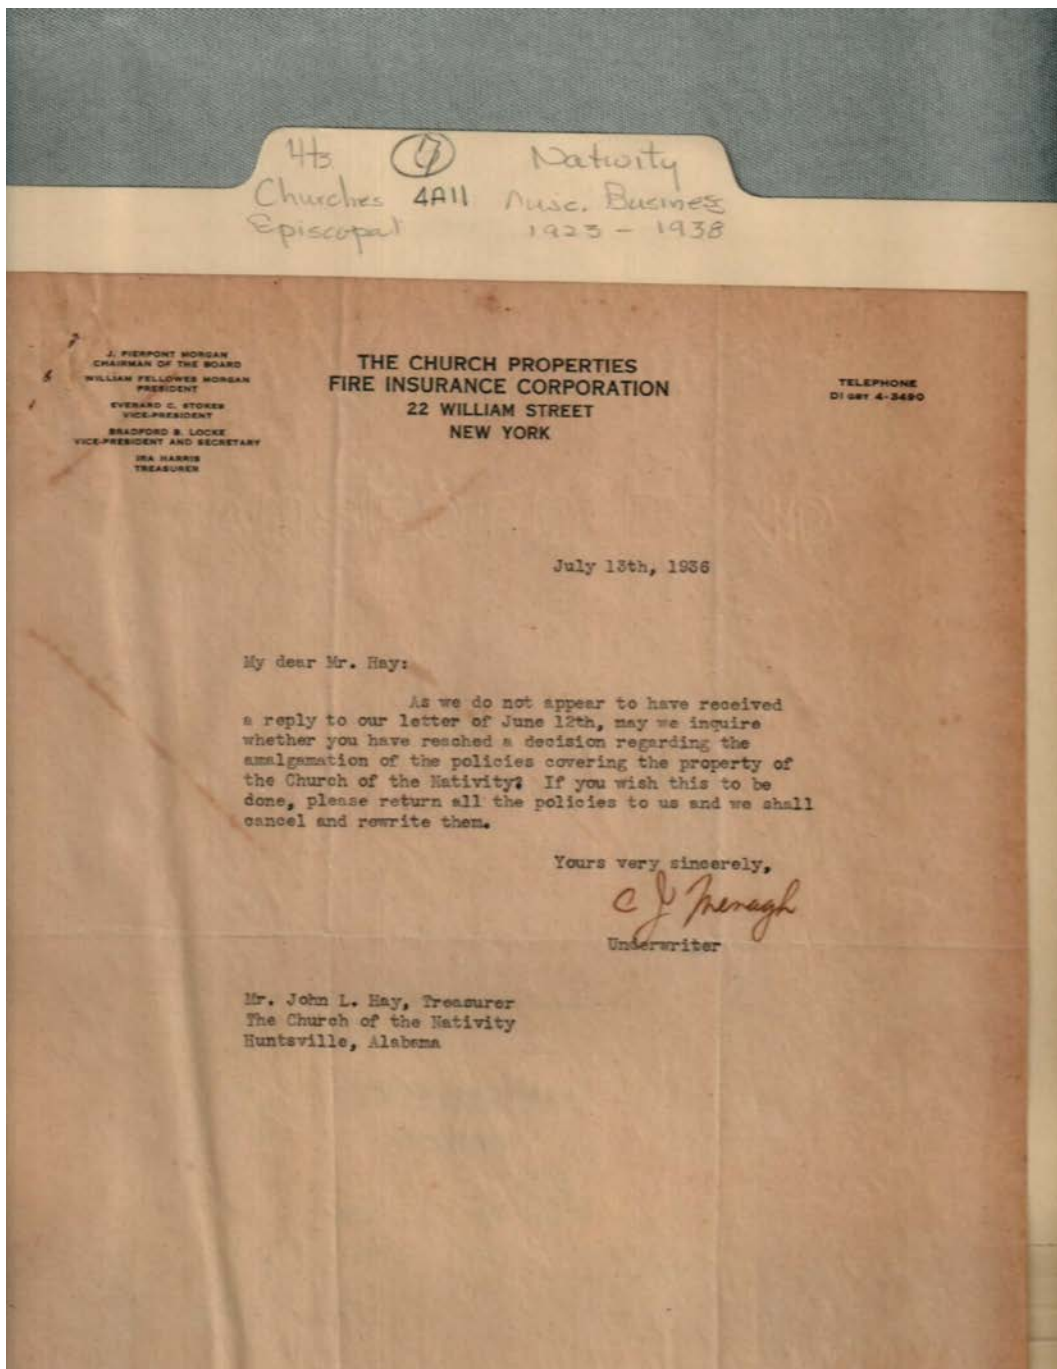 Hts 7 Nativity
Churches 4A11 Misc. Business
Episcopal 1923 - 1938
J. PIERPONT MORGAN
CHAIRMAN OF THE BOARD
WILLIAM FELLOWES MORGAN
PRESIDENT
EVERARD C. STOKES
VICE-PRESIDENT
BRADFORD B. LOCKE
VICE-PRESIDENT AND SECRETARY
IRA HARRIS
TREASURER
THE CHURCH PROPERTIES
FIRE INSURANCE CORPORATION
22 WILLIAM STREET
NEW YORK
TELEPHONE
DIGBY 4-3490
July 13th, 1936
My dear Mr. Hay:
As we do not appear to have received
a reply to our letter of June 12th, may we inquire
whether you have reached a decision regarding the
amalgamation of the policies covering the property of
the Church of the Nativity? If you wish this to be
done, please return all the policies to us and we shall
cancel and rewrite them.
Yours very sincerely,
C J Menagh
Underwriter
Mr. John L. Hay, Treasurer
The Church of the Nativity
Huntsville, Alabama